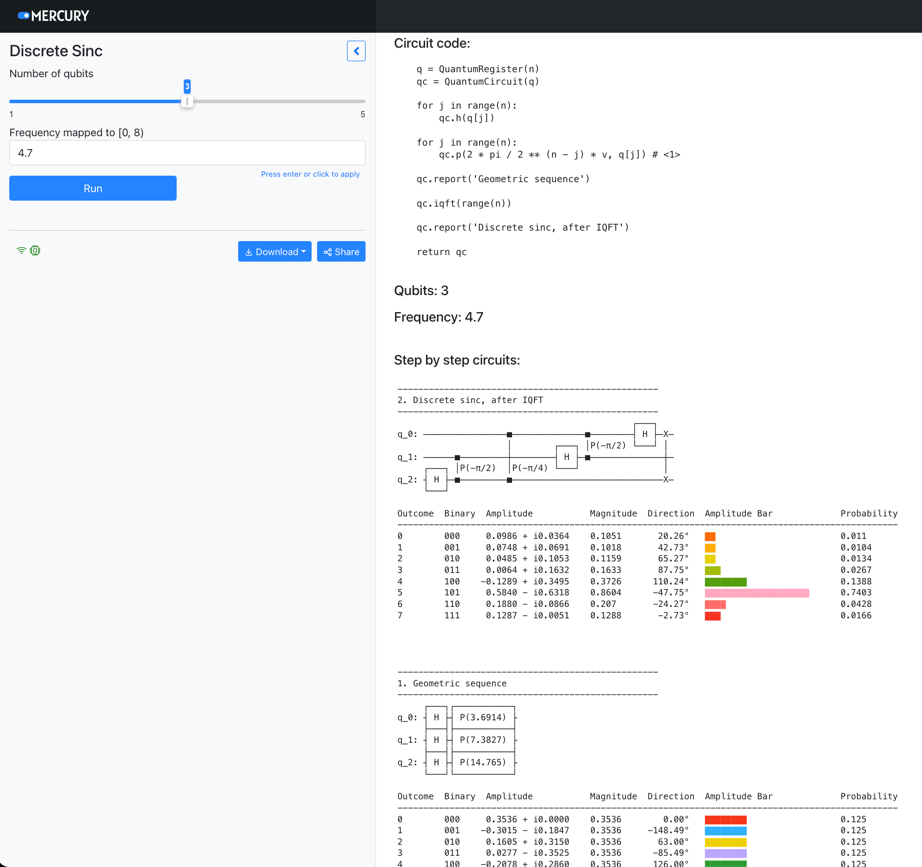 MERCURY
Discrete Sinc
Number of qubits
3
1 5
Frequency mapped to [0, 8)
4.7
Press enter or click to apply
Run
Download Share
Circuit code:
q = QuantumRegister(n)
qc = QuantumCircuit(q)
for j in range(n):
qc.h(q[j])
for j in range(n):
qc.p(2 * pi / 2 ** (n - j) * v, q[j]) # <1>
qc.report('Geometric sequence')
qc.iqft(range(n))
qc.report('Discrete sinc, after IQFT')
return qc
Qubits: 3
Frequency: 4.7
Step by step circuits:
2. Discrete sinc, after IQFT
q_0: H X
P(-π/2)
q_1: H
P(-π/2) P(-π/4)
q_2: H X
Outcome Binary Amplitude Magnitude Direction Amplitude Bar Probability
0 000 0.0986 + i0.0364 0.1051 20.26° 0.011
1 001 0.0748 + i0.0691 0.1018 42.73° 0.0104
2 010 0.0485 + i0.1053 0.1159 65.27° 0.0134
3 011 0.0064 + i0.1632 0.1633 87.75° 0.0267
4 100 -0.1289 + i0.3495 0.3726 110.24° 0.1388
5 101 0.5840 - i0.6318 0.8604 -47.75° 0.7403
6 110 0.1880 - i0.0866 0.207 -24.27° 0.0428
7 111 0.1287 - i0.0051 0.1288 -2.73° 0.0166
1. Geometric sequence
q_0: H P(3.6914)
q_1: H P(7.3827)
q_2: H P(14.765)
Outcome Binary Amplitude Magnitude Direction Amplitude Bar Probability
0 000 0.3536 + i0.0000 0.3536 0.00° 0.125
1 001 -0.3015 - i0.1847 0.3536 -148.49° 0.125
2 010 0.1605 + i0.3150 0.3536 63.00° 0.125
3 011 0.0277 - i0.3525 0.3536 -85.49° 0.125
4 100 -0.2078 + i0.2860 0.3536 126.00° 0.125